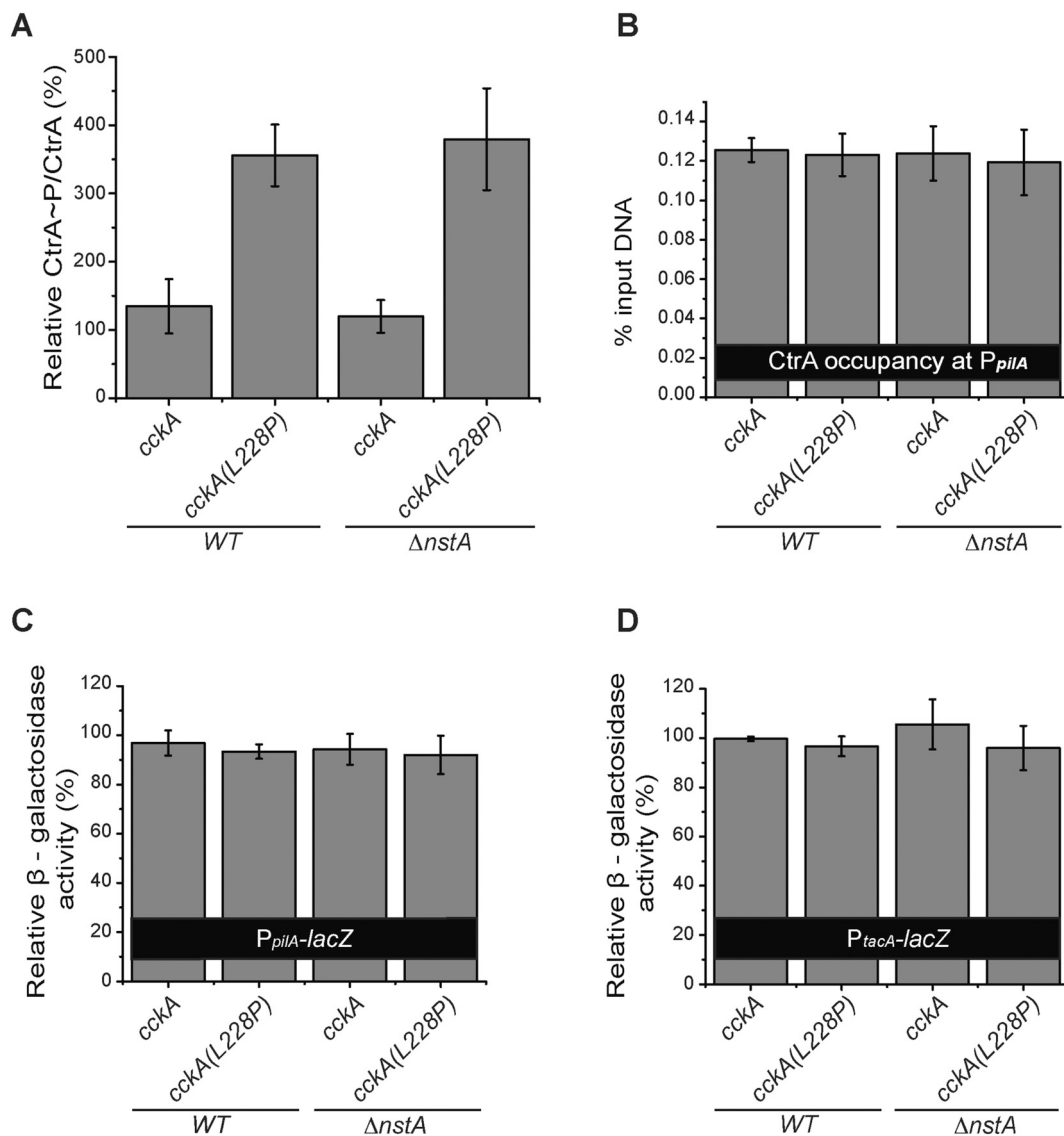 A
Relative CtrA~P/CtrA (%)
500
400
300
200
100
0
cckA
cckA(L228P)
cckA
cckA(L228P)
WT
ΔnstA
B
% input DNA
0.14
0.12
0.10
0.08
0.06
0.04
0.02
0.00
CtrA occupancy at PpilA
cckA
cckA(L228P)
cckA
cckA(L228P)
WT
ΔnstA
C
Relative β - galactosidase
activity (%)
120
100
80
60
40
20
0
PpilA-lacZ
cckA
cckA(L228P)
cckA
cckA(L228P)
WT
ΔnstA
D
Relative β - galactosidase
activity (%)
120
100
80
60
40
20
0
PtacA-lacZ
cckA
cckA(L228P)
cckA
cckA(L228P)
WT
ΔnstA